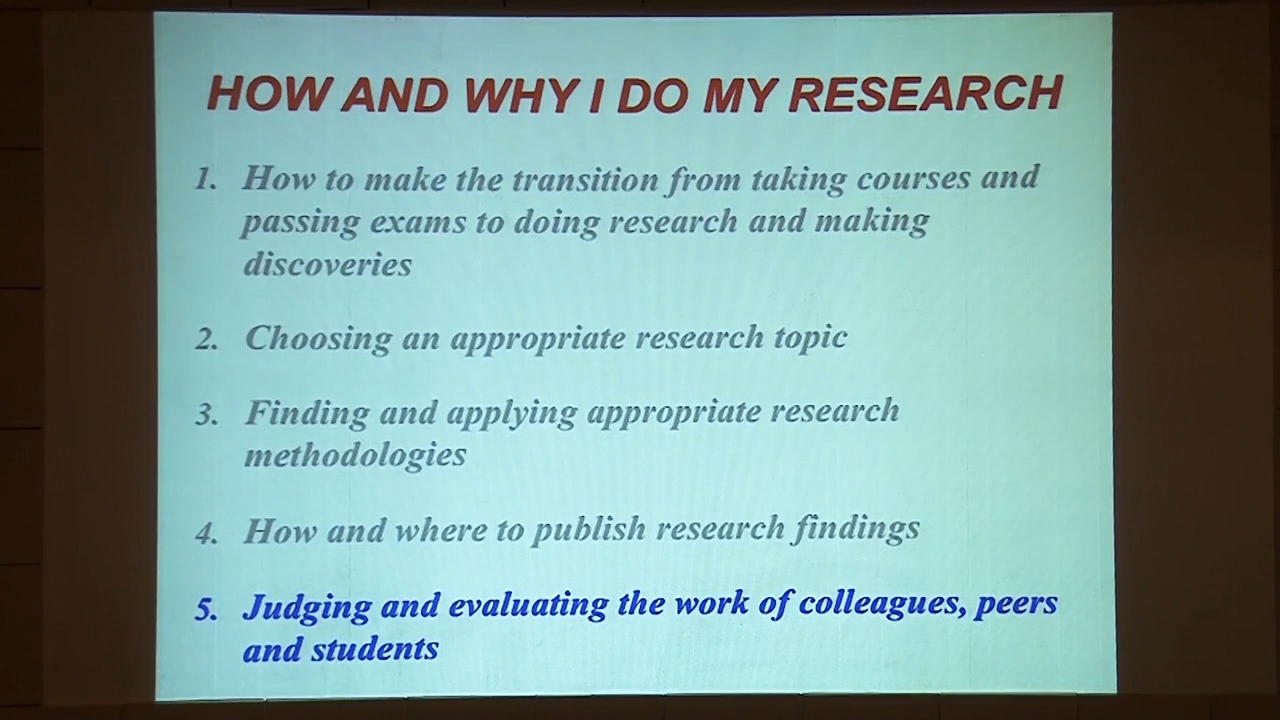 HOW AND WHY I DO MY RESEARCH
1. How to make the transition from taking courses and
passing exams to doing research and making
discoveries
2. Choosing an appropriate research topic
3. Finding and applying appropriate research
methodologies
4. How and where to publish research findings
5. Judging and evaluating the work of colleagues, peers
and students